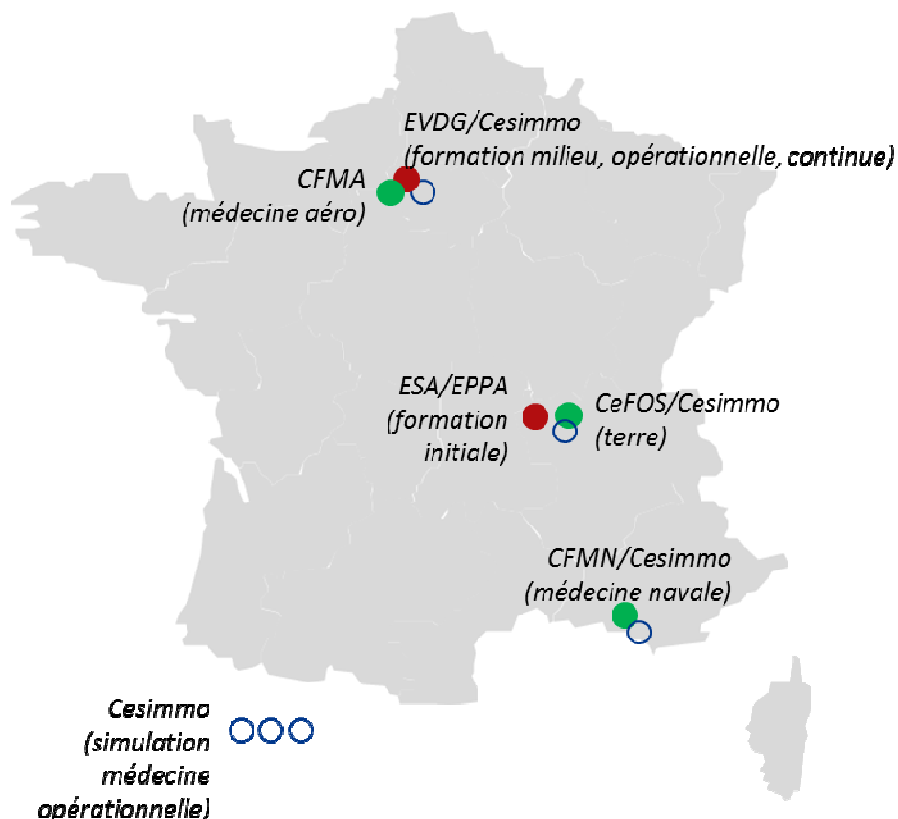 EVDG/Cesimmo
(formation milieu, opérationnelle, continue)
CFMA
(médecine aéro)
ESA/EPPA
(formation
initiale)
CeFOS/Cesimmo
(terre)
CFMN/Cesimmo
(médecine navale)
Cesimmo
(simulation
médecine
opérationnelle)